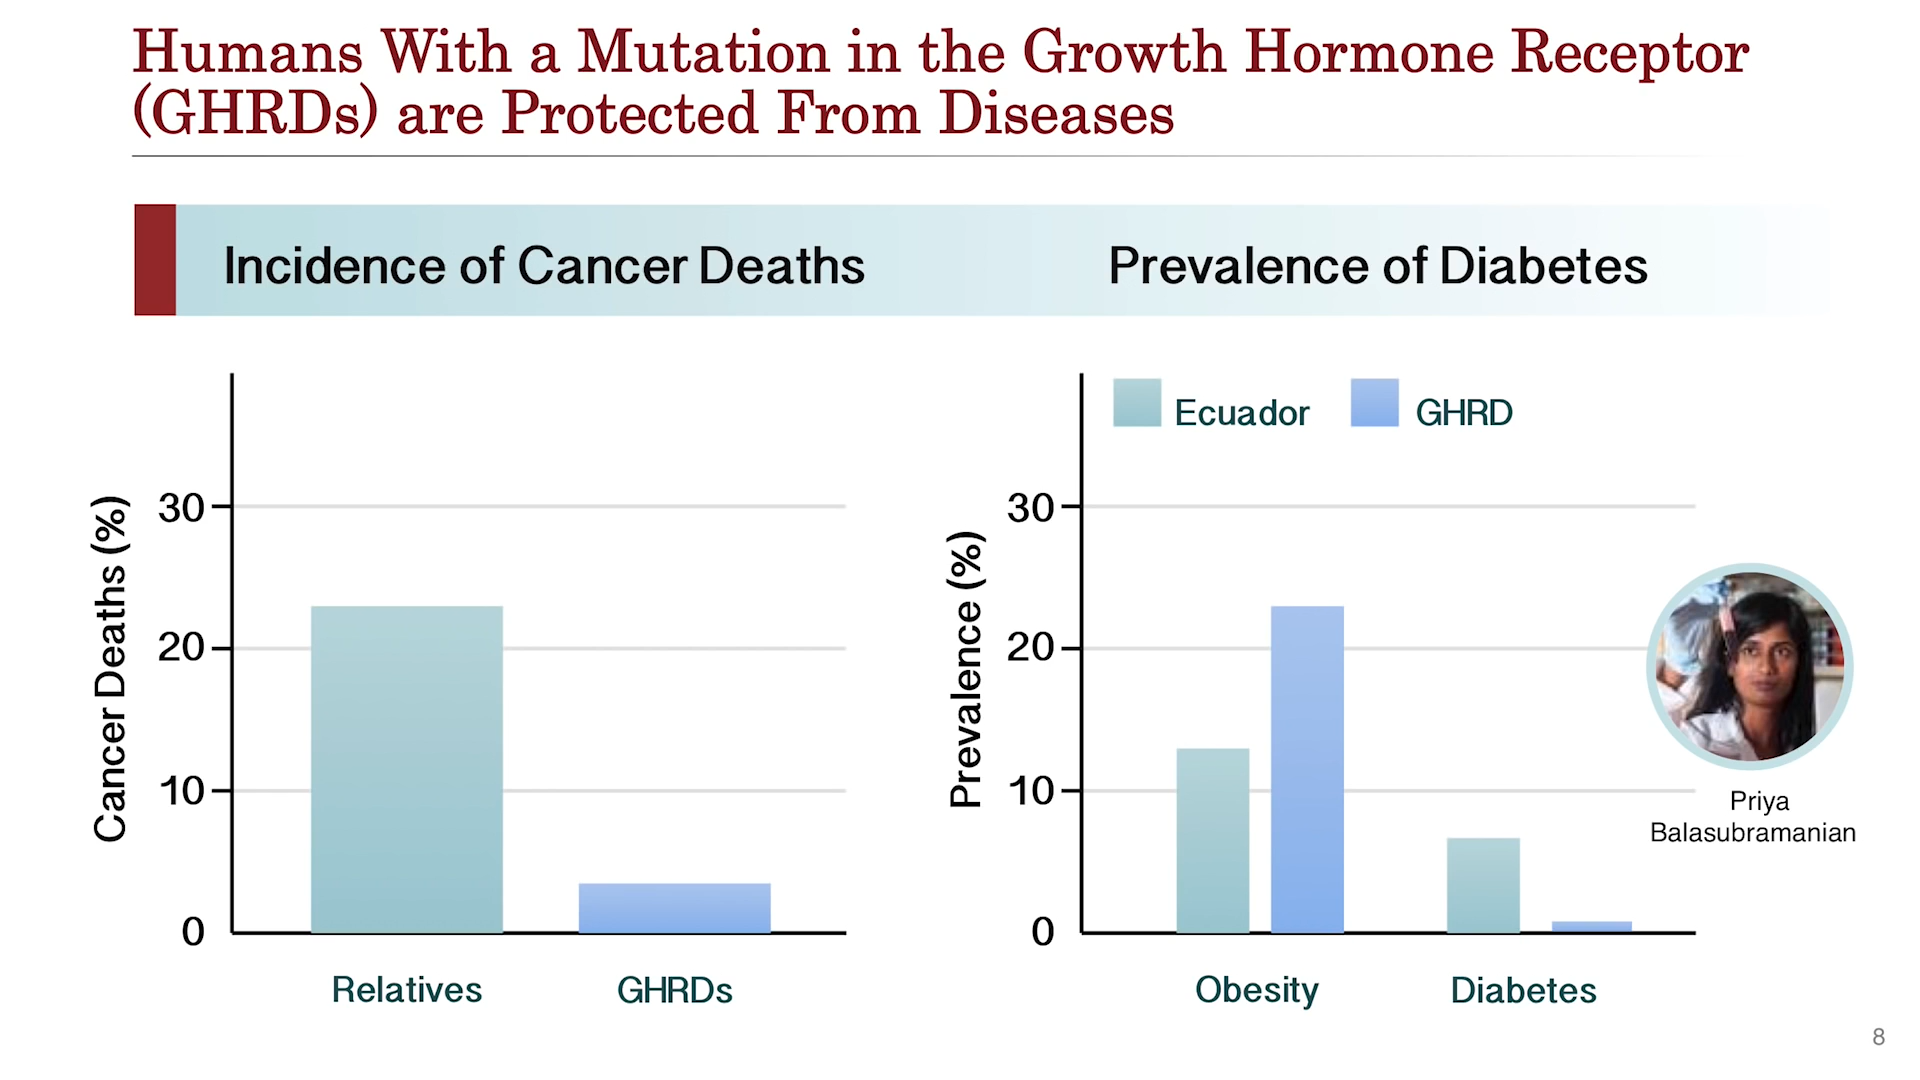 Humans With a Mutation in the Growth Hormone Receptor
(GHRDs) are Protected From Diseases
Incidence of Cancer Deaths
Prevalence of Diabetes
Cancer Deaths (%)
30
20
10
0
Relatives
GHRDs
Ecuador
GHRD
Prevalence (%)
30
20
10
0
Obesity
Diabetes
Priya
Balasubramanian
8